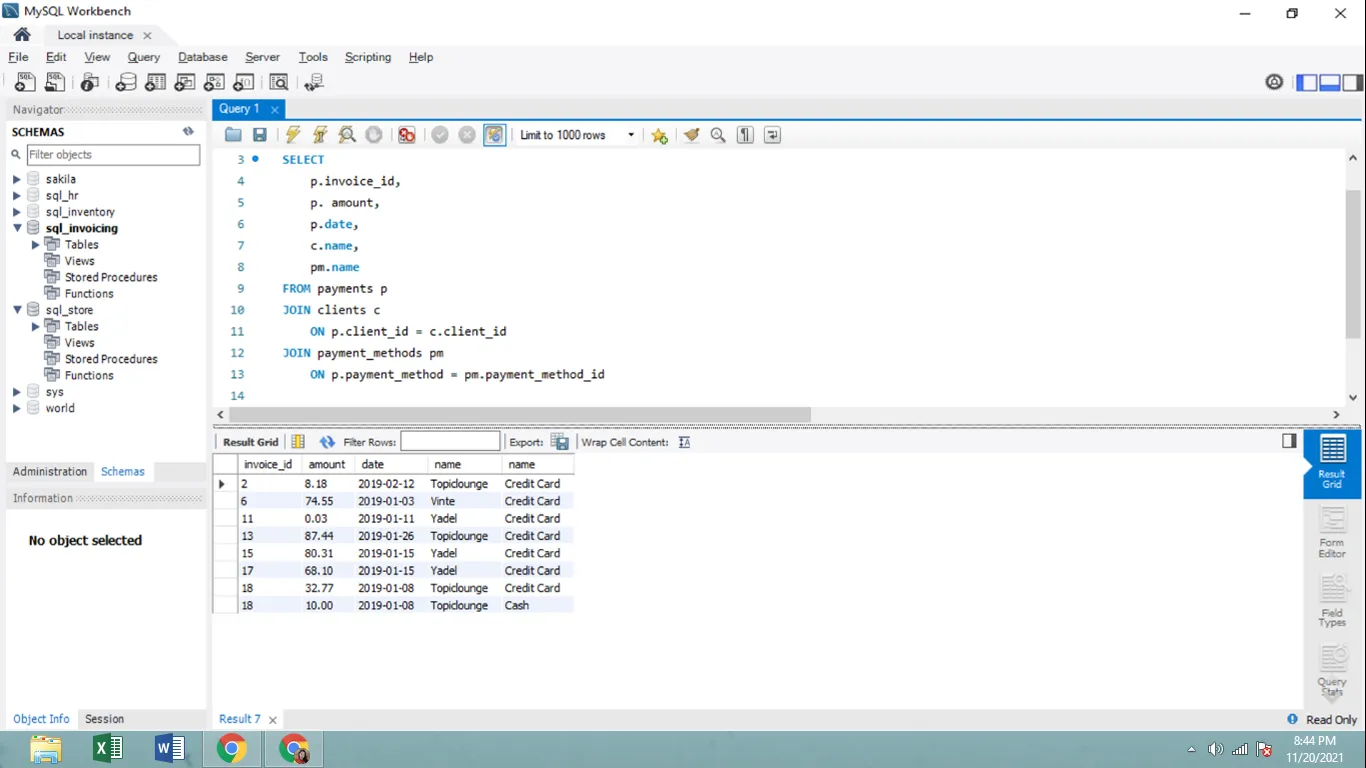 MySQL Workbench
Local instance
File Edit View Query Database Server Tools Scripting Help
Navigator
SCHEMAS
Filter objects
sakila
sql_hr
sql_inventory
sql_invoicing
Tables
Views
Stored Procedures
Functions
sql_store
Tables
Views
Stored Procedures
Functions
sys
world
Administration Schemas
Information
No object selected
Object Info Session
Query 1
Limit to 1000 rows
3 SELECT
4 p.invoice_id,
5 p. amount,
6 p.date,
7 c.name,
8 pm.name
9 FROM payments p
10 JOIN clients c
11 ON p.client_id = c.client_id
12 JOIN payment_methods pm
13 ON p.payment_method = pm.payment_method_id
14
Result Grid Filter Rows: Export: Wrap Cell Content:
invoice_id amount date name name
2 8.18 2019-02-12 Topiclounge Credit Card
6 74.55 2019-01-03 Vinte Credit Card
11 0.03 2019-01-11 Yadel Credit Card
13 87.44 2019-01-26 Topiclounge Credit Card
15 80.31 2019-01-15 Yadel Credit Card
17 68.10 2019-01-15 Yadel Credit Card
18 32.77 2019-01-08 Topiclounge Credit Card
18 10.00 2019-01-08 Topiclounge Cash
Result
Grid
Form
Editor
Field
Types
Query
Stats
Result 7
Read Only
8:44 PM
11/20/2021